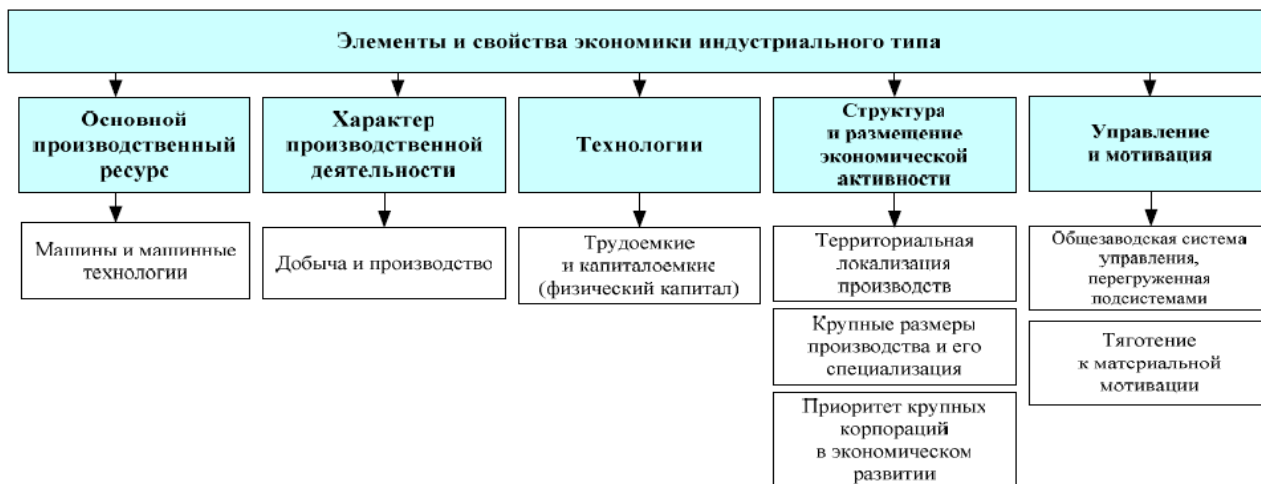 Элементы и свойства экономики индустриального типа
Основной
производственный
ресурс
Характер
производственной
деятельности
Технологии
Структура
и размещение
экономической
активности
Управление
и мотивация
Машины и машинные
технологии
Добыча и производство
Трудоемкие
и капиталоемкие
(физический капитал)
Территориальная
локализация
производств
Крупные размеры
производства и его
специализация
Приоритет крупных
корпораций
в экономическом
развитии
Общезаводская система
управления,
перегруженная
подсистемами
Тяготение
к материальной
мотивации